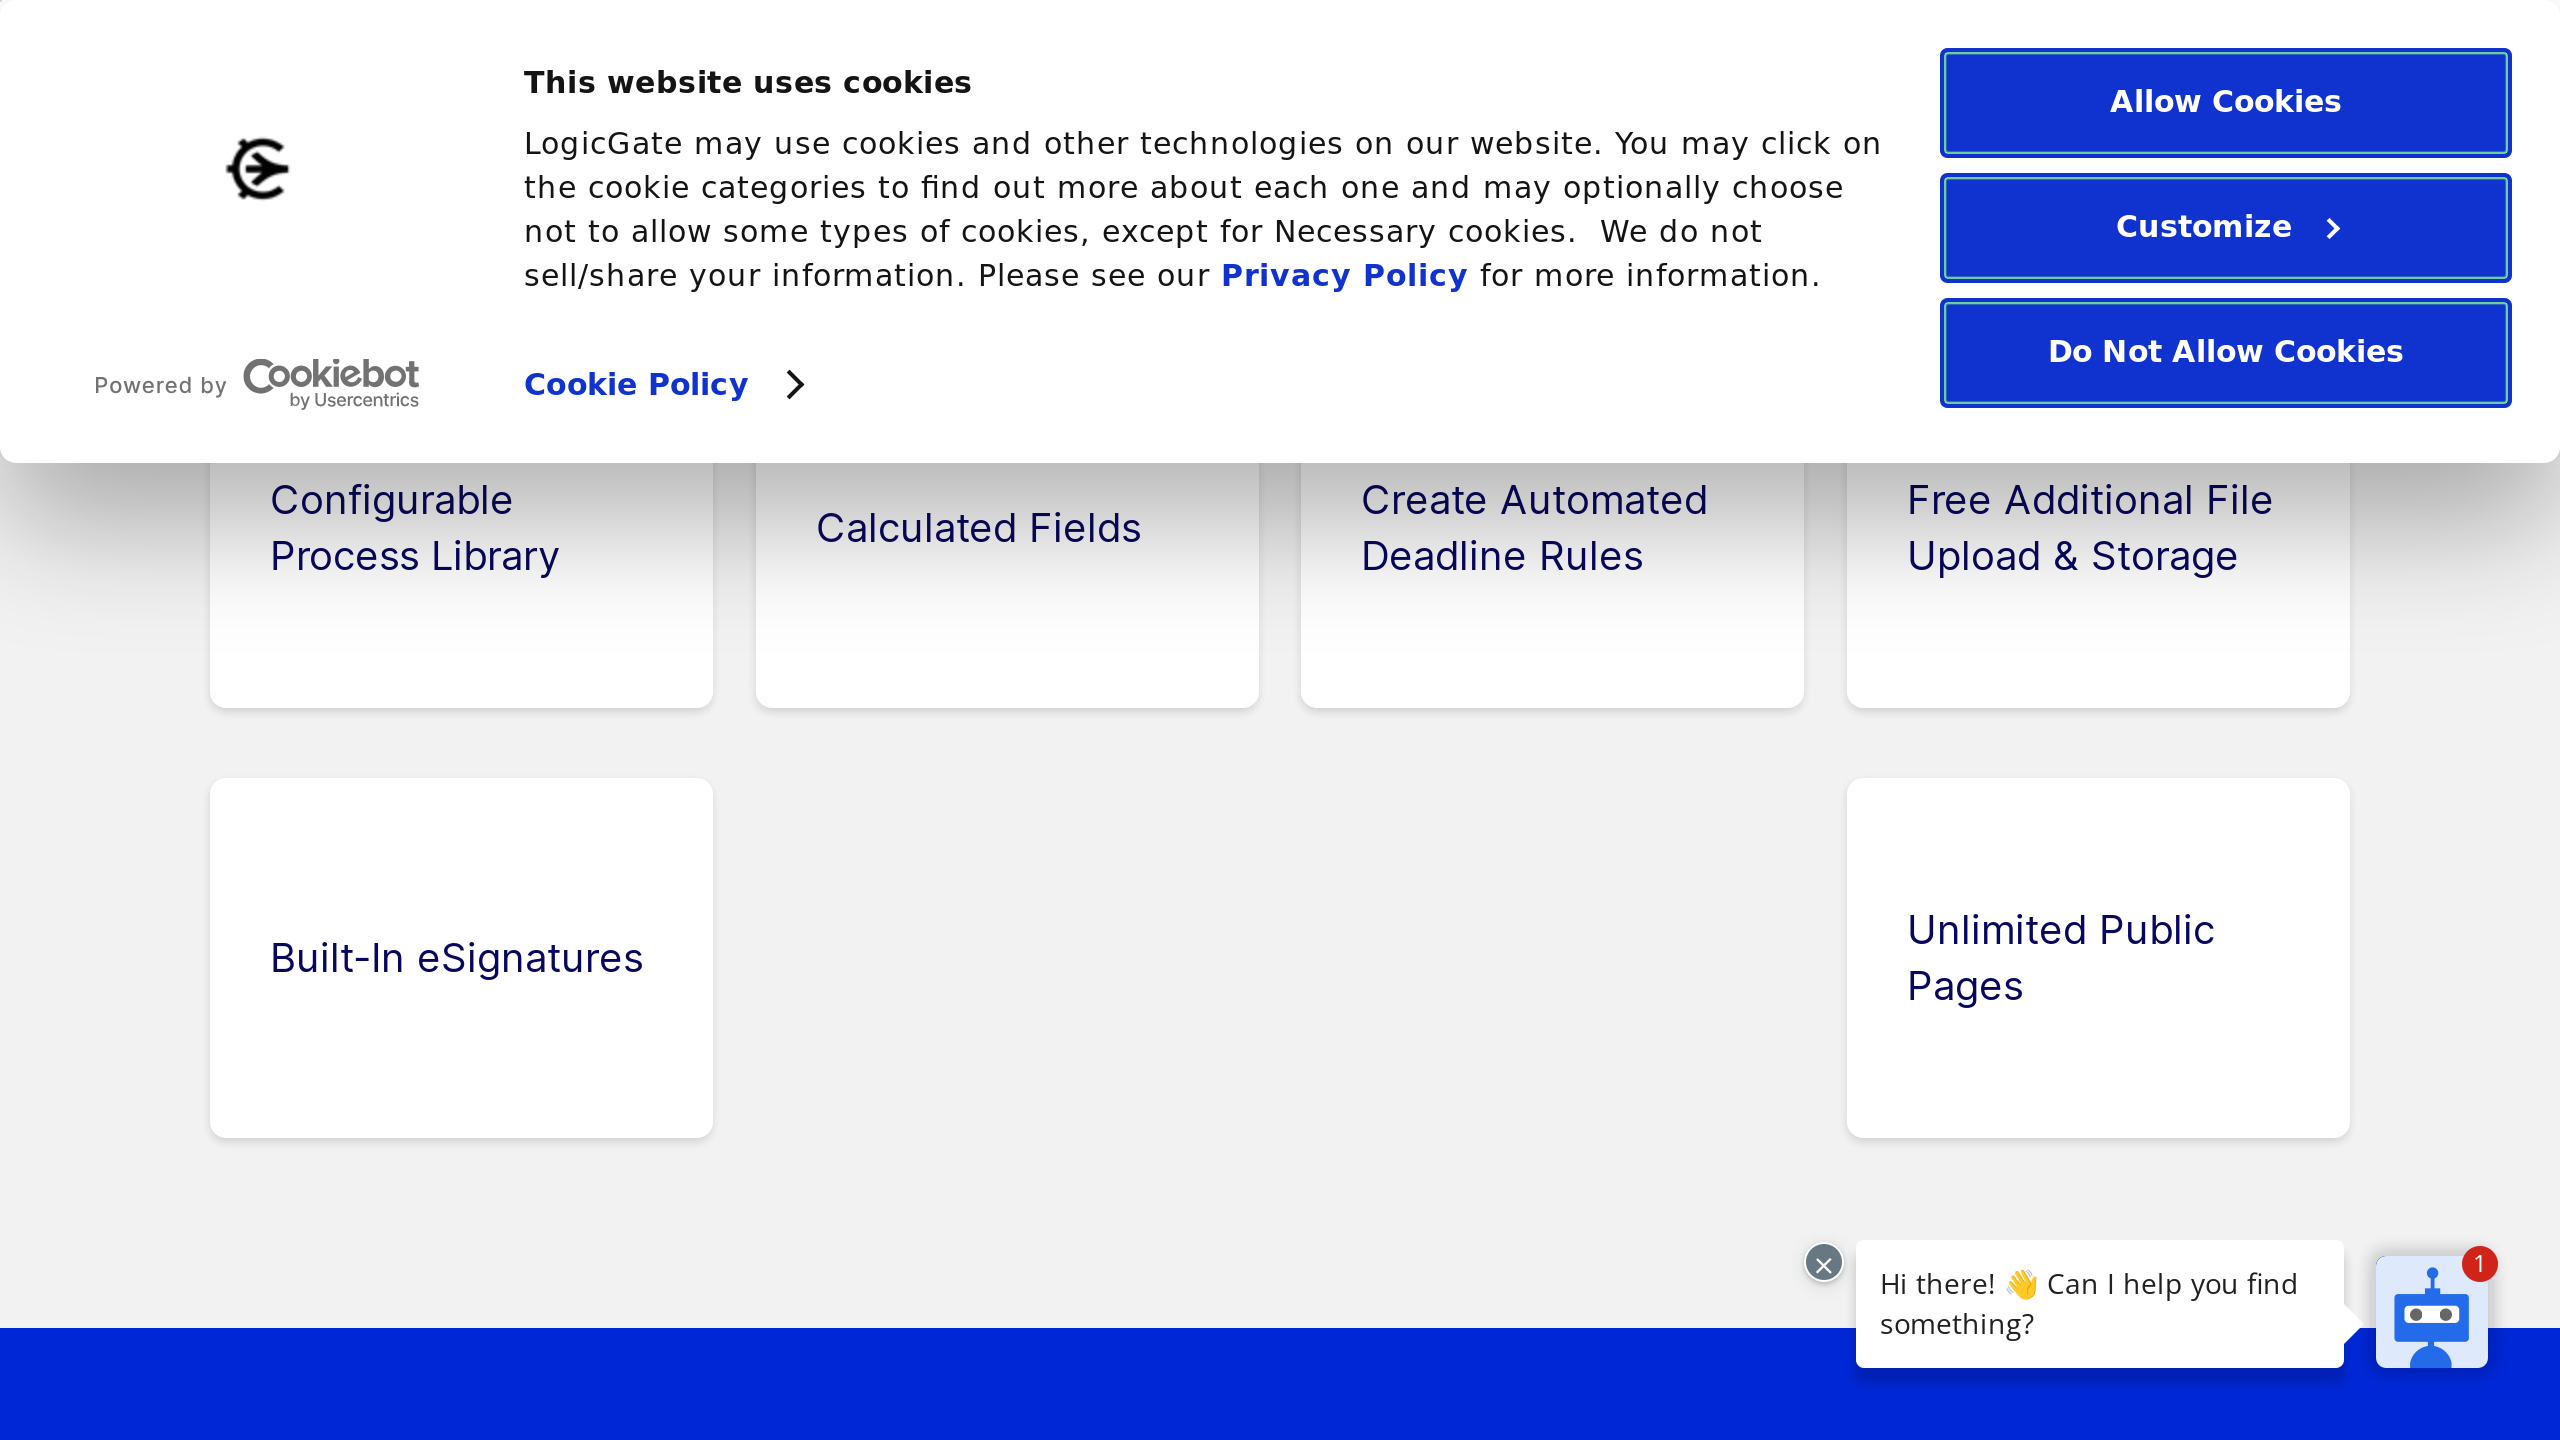 This website uses cookies
LogicGate may use cookies and other technologies on our website. You may click on
the cookie categories to find out more about each one and may optionally choose
not to allow some types of cookies, except for Necessary cookies.  We do not
sell/share your information. Please see our Privacy Policy for more information.
Powered by Cookiebot
by Usercentrics
Cookie Policy
Allow Cookies
Customize
Do Not Allow Cookies
Configurable
Process Library
Calculated Fields
Create Automated
Deadline Rules
Free Additional File
Upload & Storage
Built-In eSignatures
Unlimited Public
Pages
Hi there! 👋 Can I help you find
something?
1